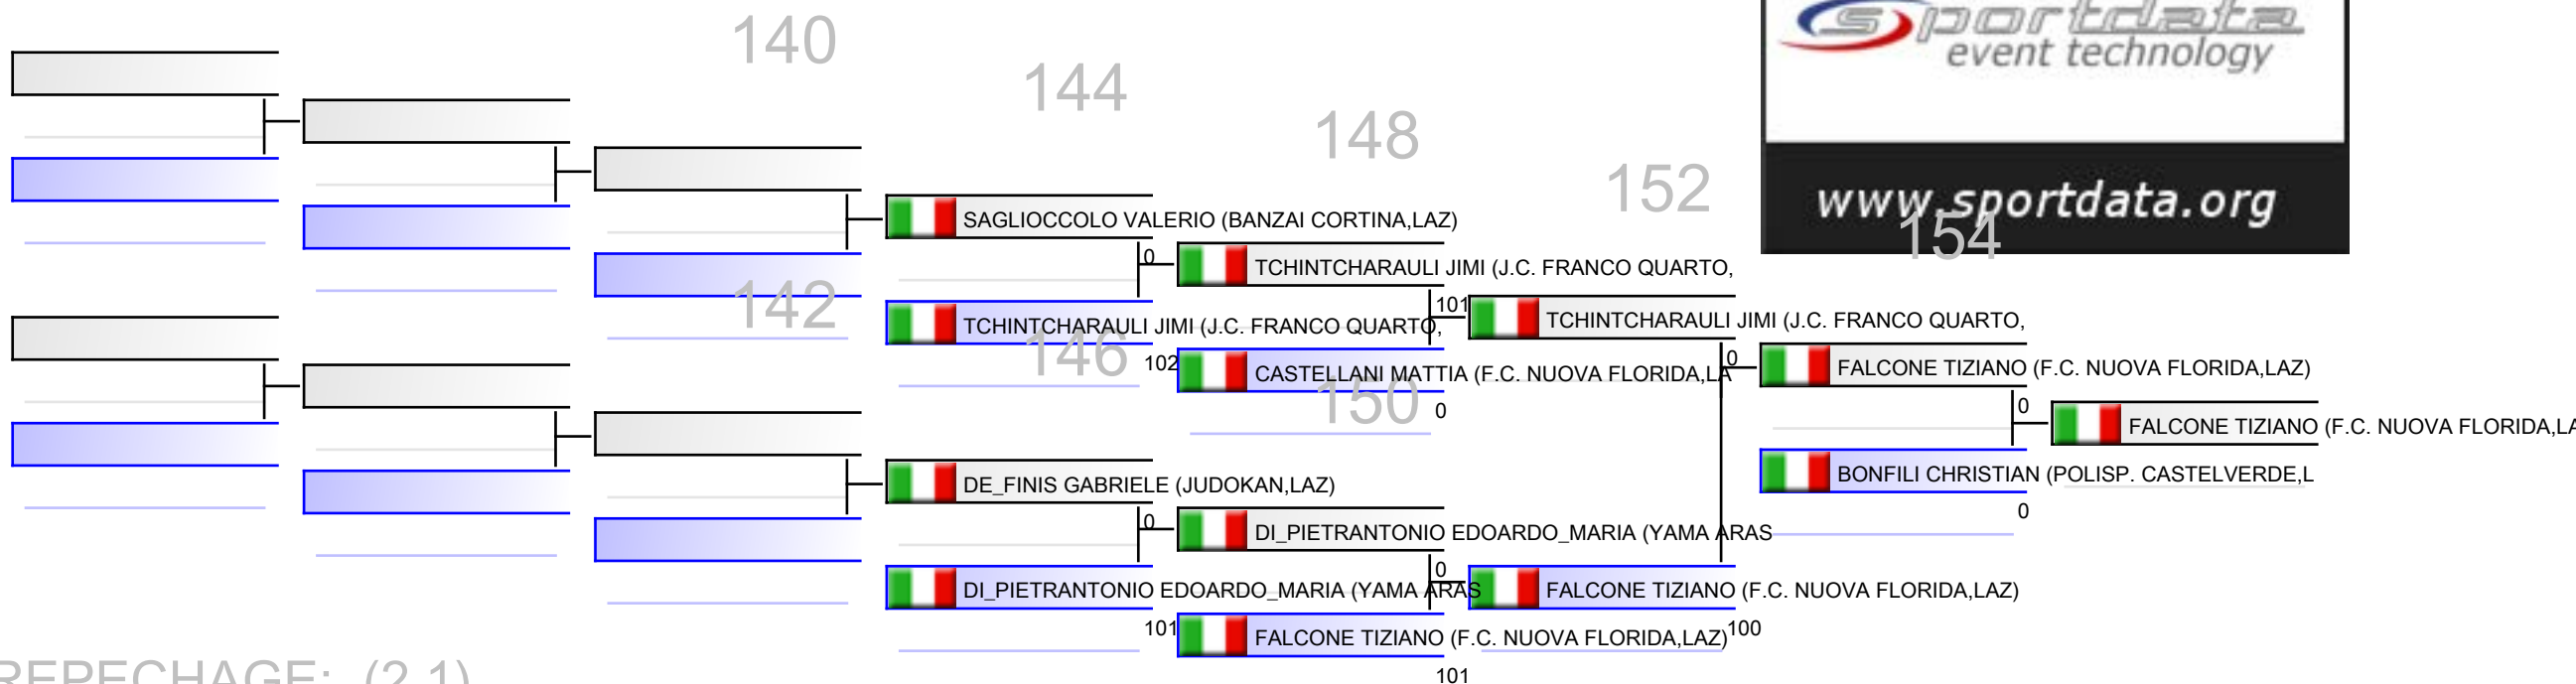 140
sportdata
event technology
144
148
152
www.sportdata.org
154
SAGLIOCCOLO VALERIO (BANZAI CORTINA,LAZ)
0
TCHINTCHARAULI JIMI (J.C. FRANCO QUARTO,
142
101
TCHINTCHARAULI JIMI (J.C. FRANCO QUARTO,
TCHINTCHARAULI JIMI (J.C. FRANCO QUARTO,
146
102
0
FALCONE TIZIANO (F.C. NUOVA FLORIDA,LAZ)
CASTELLANI MATTIA (F.C. NUOVA FLORIDA,LA
150
0
0
FALCONE TIZIANO (F.C. NUOVA FLORIDA,LA
BONFILI CHRISTIAN (POLISP. CASTELVERDE,L
0
DE_FINIS GABRIELE (JUDOKAN,LAZ)
0
DI_PIETRANTONIO EDOARDO_MARIA (YAMA ARAS
0
DI_PIETRANTONIO EDOARDO_MARIA (YAMA ARAS
FALCONE TIZIANO (F.C. NUOVA FLORIDA,LAZ)
101
FALCONE TIZIANO (F.C. NUOVA FLORIDA,LAZ)
100
101
REPECHAGE: (2,1)